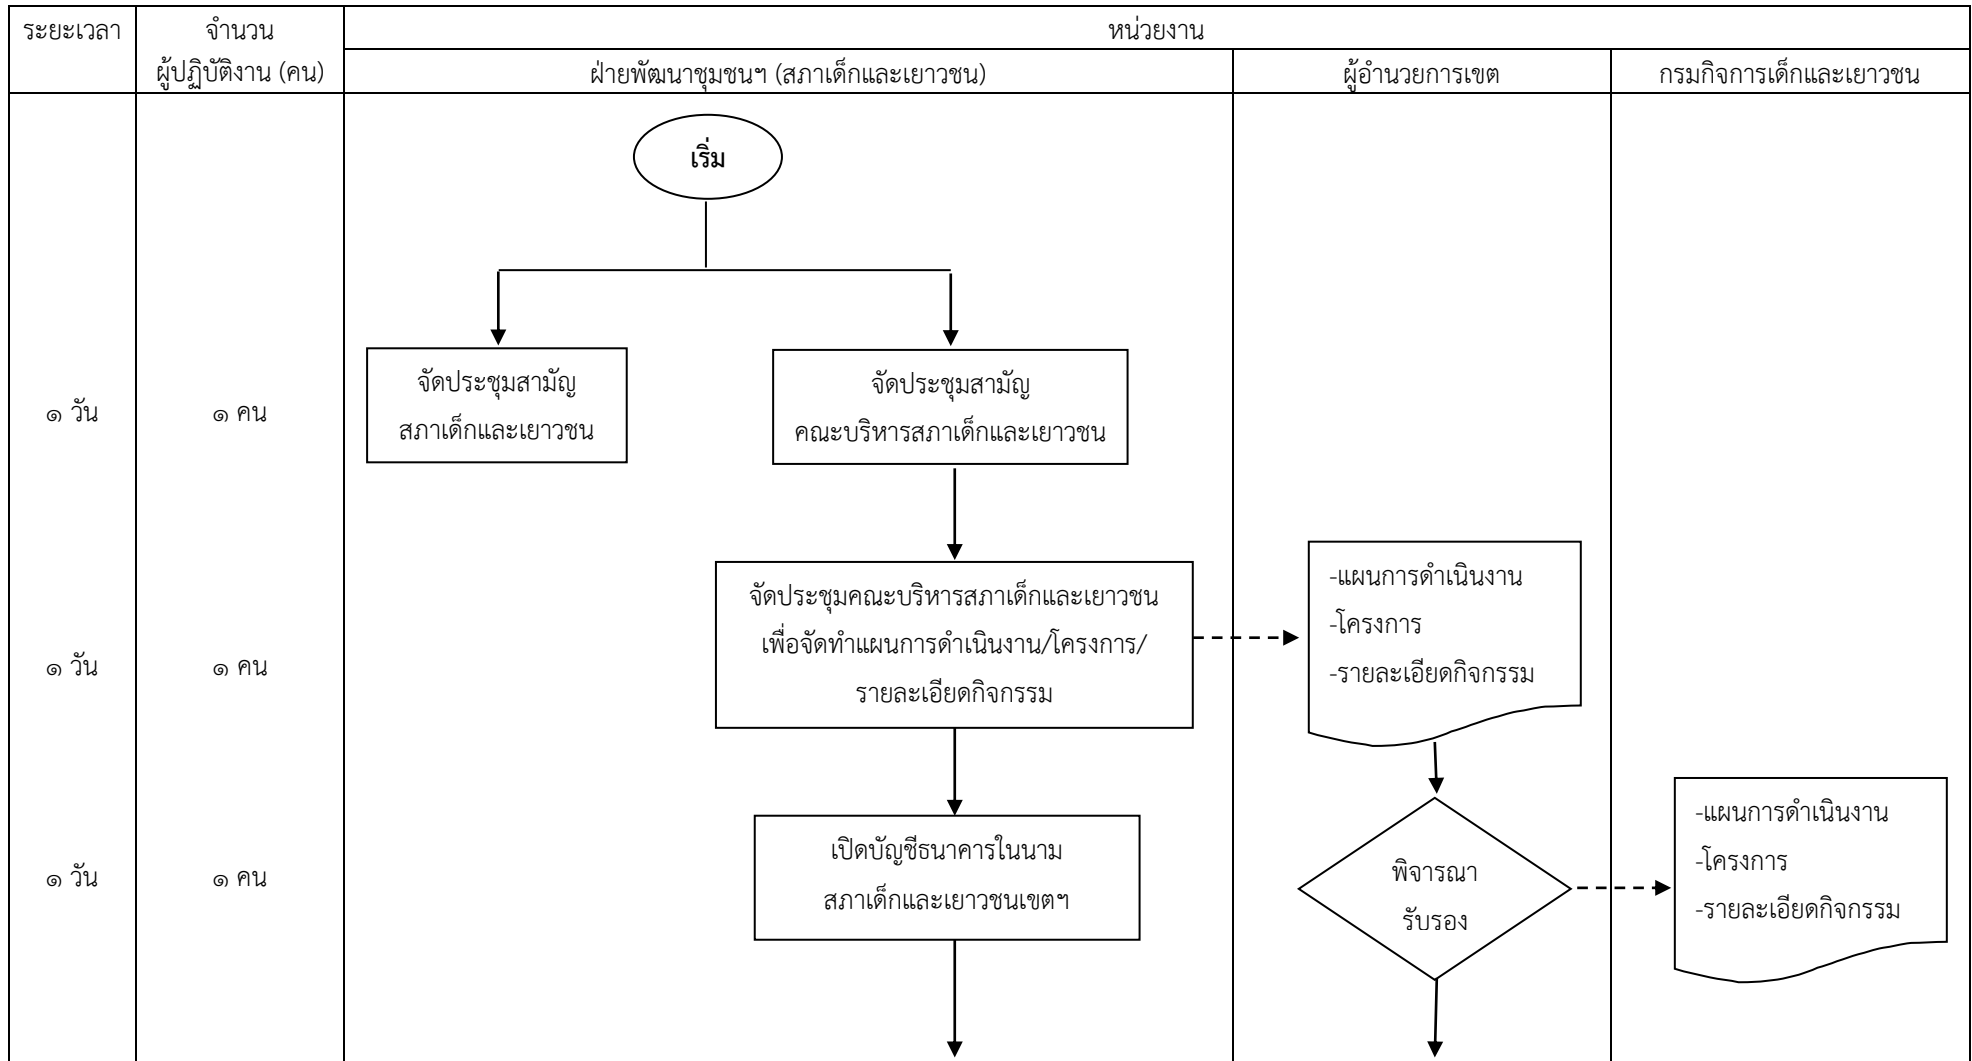 ระยะเวลา
จำนวน
ผู้ปฏิบัติงาน (คน)
หน่วยงาน
ฝ่ายพัฒนาชุมชนฯ (สภาเด็กและเยาวชน)
ผู้อำนวยการเขต
กรมกิจการเด็กและเยาวชน
เริ่ม
๑ วัน
๑ คน
จัดประชุมสามัญ
สภาเด็กและเยาวชน
จัดประชุมสามัญ
คณะบริหารสภาเด็กและเยาวชน
๑ วัน
๑ คน
จัดประชุมคณะบริหารสภาเด็กและเยาวชน
เพื่อจัดทำแผนการดำเนินงาน/โครงการ/
รายละเอียดกิจกรรม
-แผนการดำเนินงาน
-โครงการ
-รายละเอียดกิจกรรม
๑ วัน
๑ คน
เปิดบัญชีธนาคารในนาม
สภาเด็กและเยาวชนเขตฯ
พิจารณา
รับรอง
-แผนการดำเนินงาน
-โครงการ
-รายละเอียดกิจกรรม